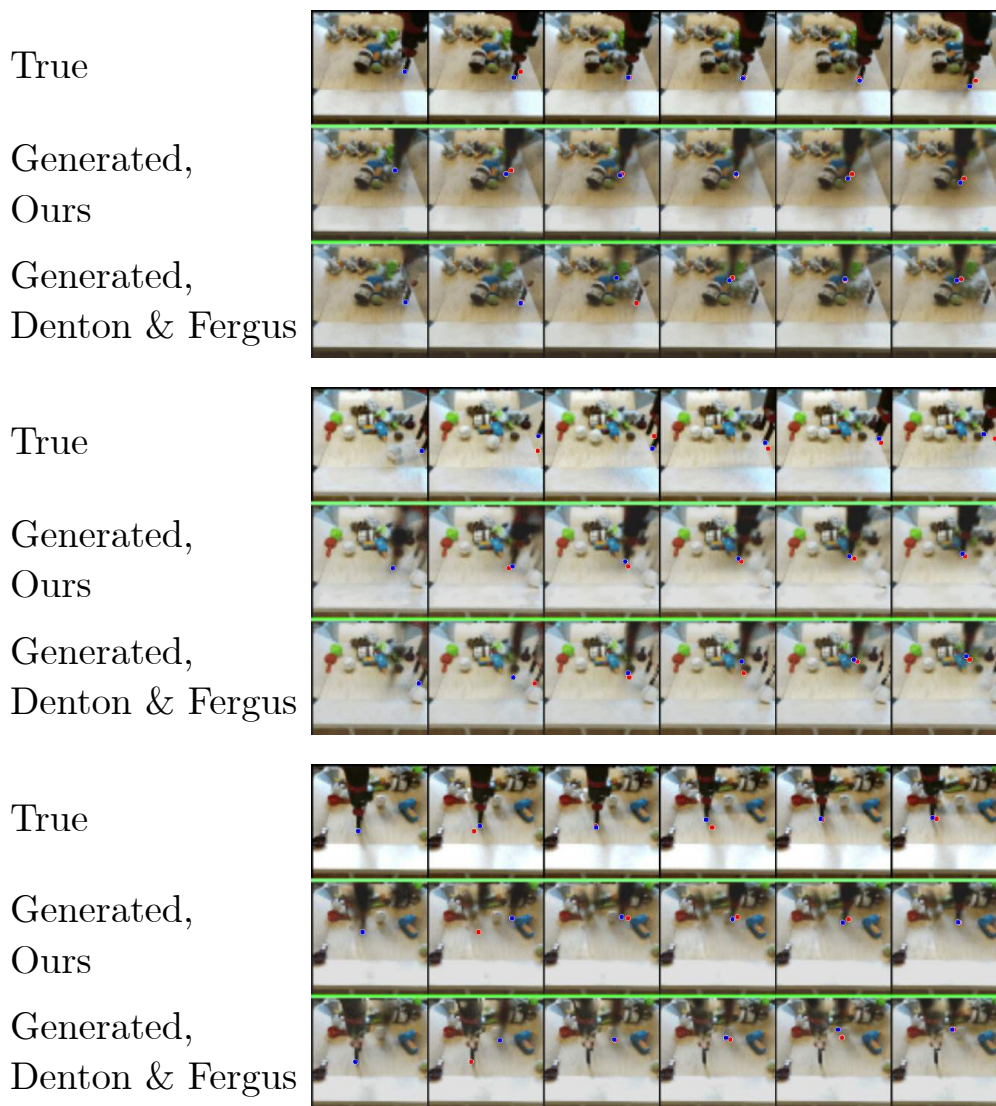 True
Generated,
Ours
Generated,
Denton & Fergus
True
Generated,
Ours
Generated,
Denton & Fergus
True
Generated,
Ours
Generated,
Denton & Fergus